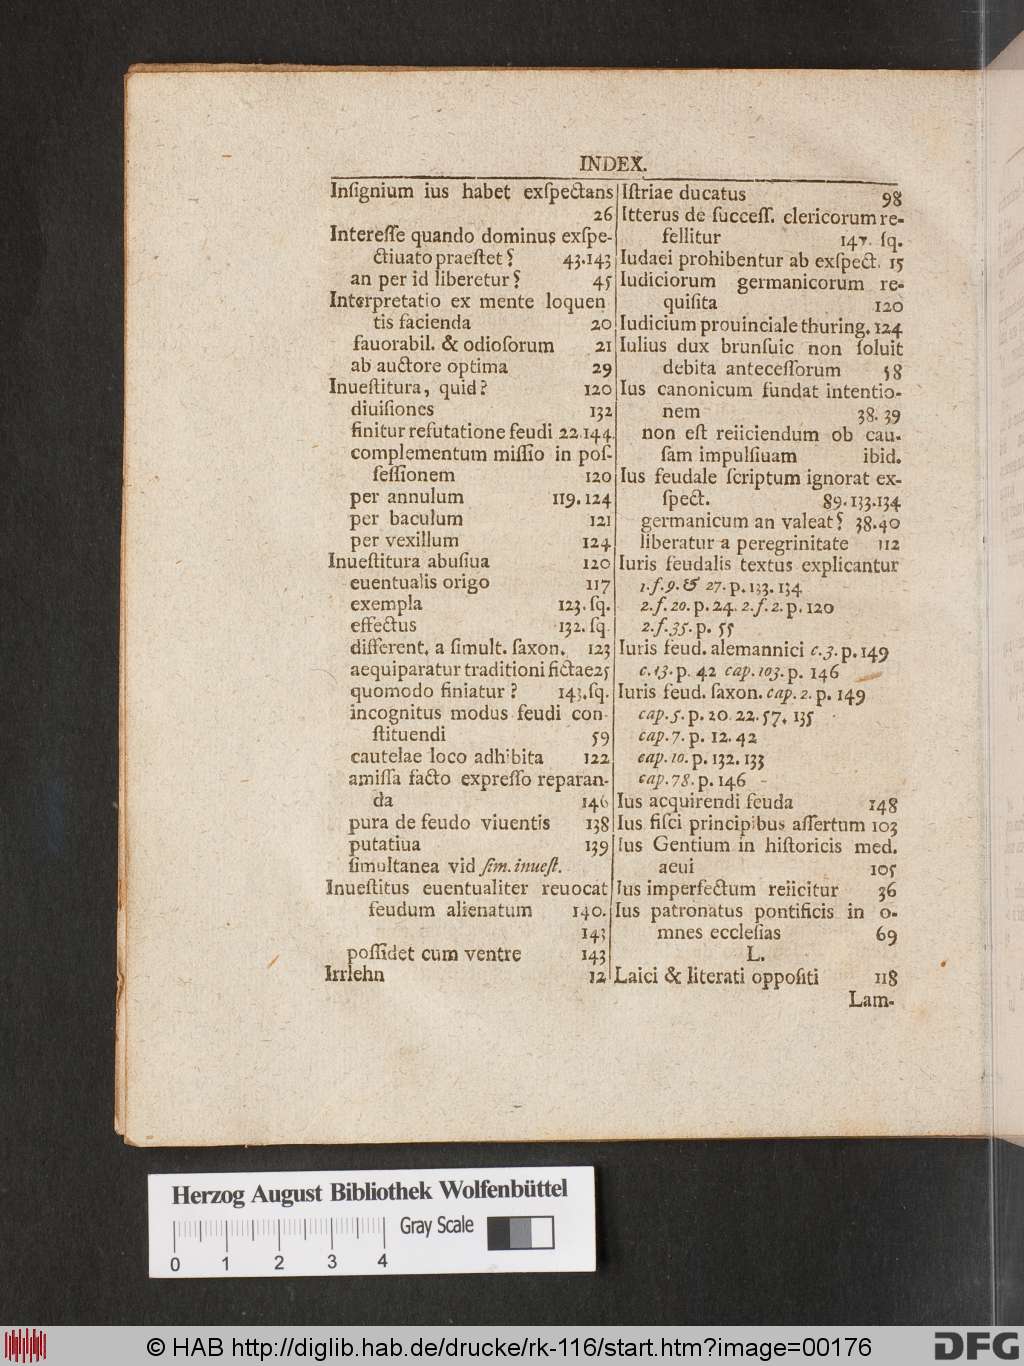 INDEX.
Inſignium ius habet exſpectans
26
Intereſſe quando dominus exſpe-
ctiuato praeſtet? 43.143
an per id liberetur? 45
Interpretatio ex mente loquen
tis facienda 20
fauorabil. & odioſorum 21
ab auctore optima 29
Inueſtitura, quid? 120
diuiſiones 132
finitur refutatione feudi 22.144.
complementum miſſio in poſ-
ſeſſionem 120
per annulum 119.124
per baculum 121
per vexillum 124
Inueſtitura abuſiua 120
euentualis origo 117
exempla 123.ſq.
effectus 132.ſq.
different. a ſimult. ſaxon. 123
aequiparatur traditioni fictae 25
quomodo finiatur? 143.ſq.
incognitus modus feudi con-
ſtituendi 59
cautelae loco adhibita 122
amiſſa facto expreſſo reparan-
da 146
pura de feudo viuentis 138
putatiua 139
ſimultanea vid ſim. inueſt.
Inueſtitus euentualiter reuocat
feudum alienatum 140.
143
poſſidet cum ventre 143
Irrlehn 12
Iſtriae ducatus 98
Itterus de ſucceſſ. clericorum re-
fellitur 147. ſq.
Iudaei prohibentur ab exſpect. 15
Iudiciorum germanicorum re-
quiſita 120
Iudicium prouinciale thuring. 124
Iulius dux brunſuic non ſoluit
debita anteceſſorum 58
Ius canonicum fundat intentio-
nem 38. 39
non eſt reiiciendum ob cau-
ſam impulſiuam ibid.
Ius feudale ſcriptum ignorat ex-
ſpect. 89.133.134
germanicum an valeat? 38.40
liberatur a peregrinitate 112
Iuris feudalis textus explicantur
1.f.9.& 27.p.133.134
2.f.20.p.24. 2.f.2.p.120
2.f.35.p.55
Iuris feud. alemannici c.3.p.149
c.13.p.42 cap.103.p. 146
Iuris feud. ſaxon. cap.2.p. 149
cap.5.p.20.22.57.135
cap.7.p. 12.42
cap.10.p.132.133
cap.78.p.146
Ius acquirendi feuda 148
Ius fiſci principibus aſſertum 103
Ius Gentium in hiſtoricis med.
aeui 105
Ius imperfectum reiicitur 36
Ius patronatus pontificis in o-
mnes eccleſias 69
L.
Laici & literati oppoſiti 118
Lam-
Herzog August Bibliothek Wolfenbüttel
Gray Scale
0 1 2 3 4
© HAB http://diglib.hab.de/drucke/rk-116/start.htm?image=00176
DFG